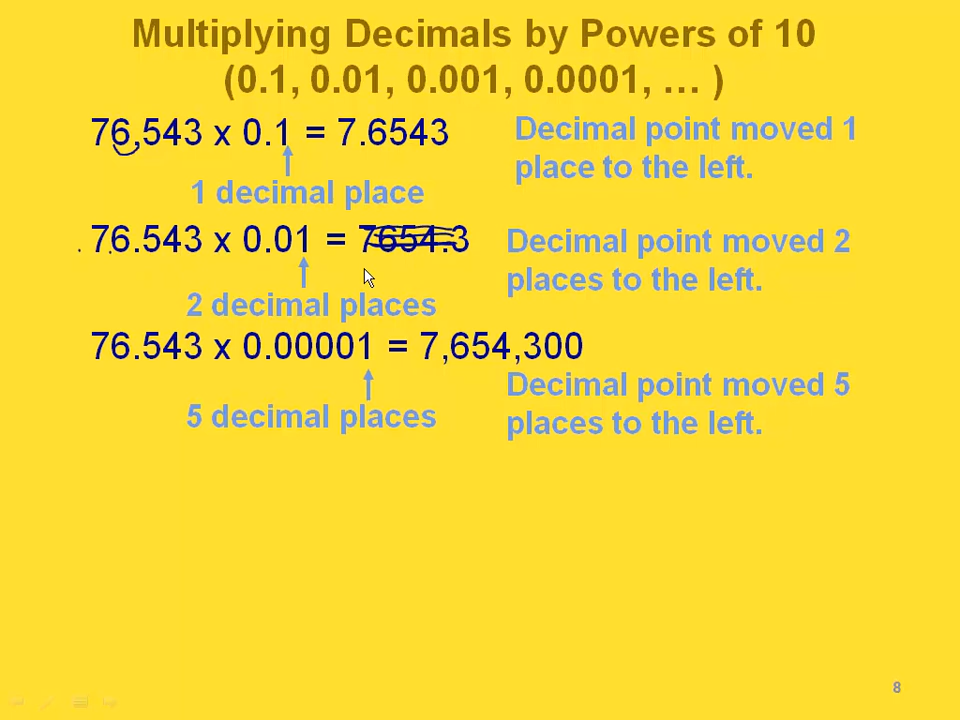 Multiplying Decimals by Powers of 10
(0.1, 0.01, 0.001, 0.0001, … )
76,543 x 0.1 = 7.6543
Decimal point moved 1
place to the left.
1 decimal place
76.543 x 0.01 = 7654.3
Decimal point moved 2
places to the left.
2 decimal places
76.543 x 0.00001 = 7,654,300
Decimal point moved 5
places to the left.
5 decimal places
8